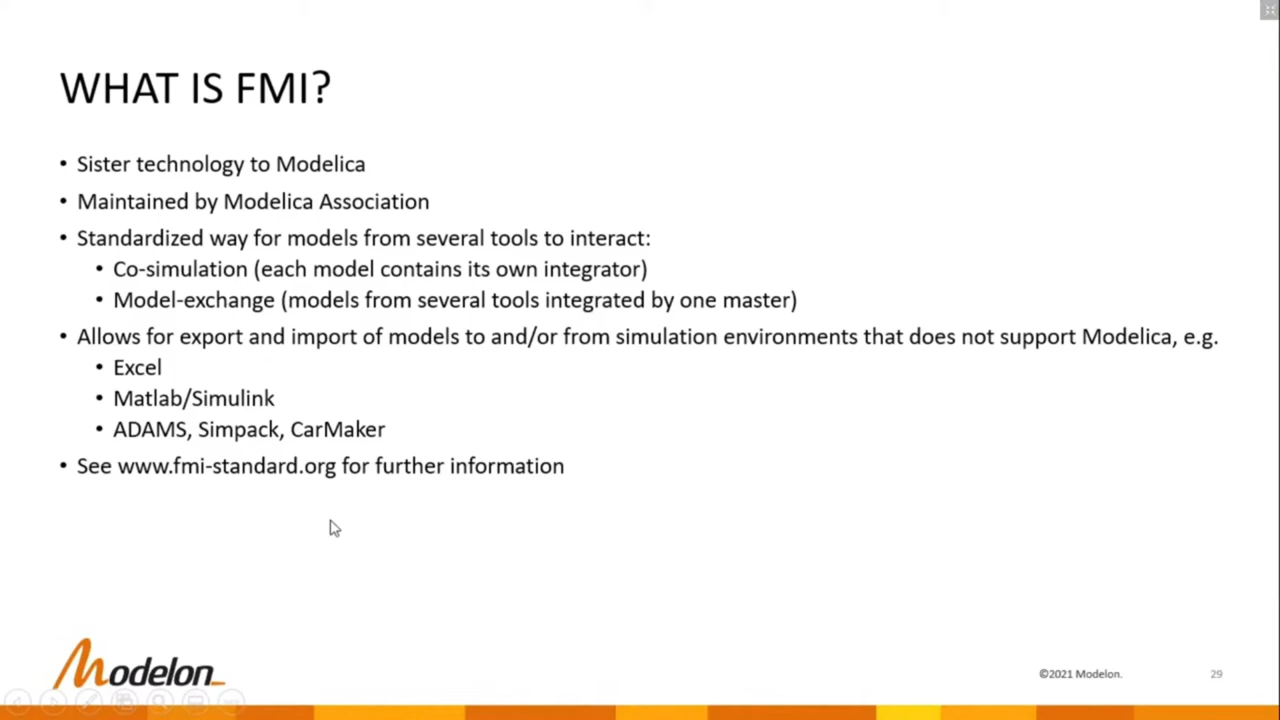 WHAT IS FMI?
• Sister technology to Modelica
• Maintained by Modelica Association
• Standardized way for models from several tools to interact:
• Co-simulation (each model contains its own integrator)
• Model-exchange (models from several tools integrated by one master)
• Allows for export and import of models to and/or from simulation environments that does not support Modelica, e.g.
• Excel
• Matlab/Simulink
• ADAMS, Simpack, CarMaker
• See www.fmi-standard.org for further information
Modelon
©2021 Modelon.
29